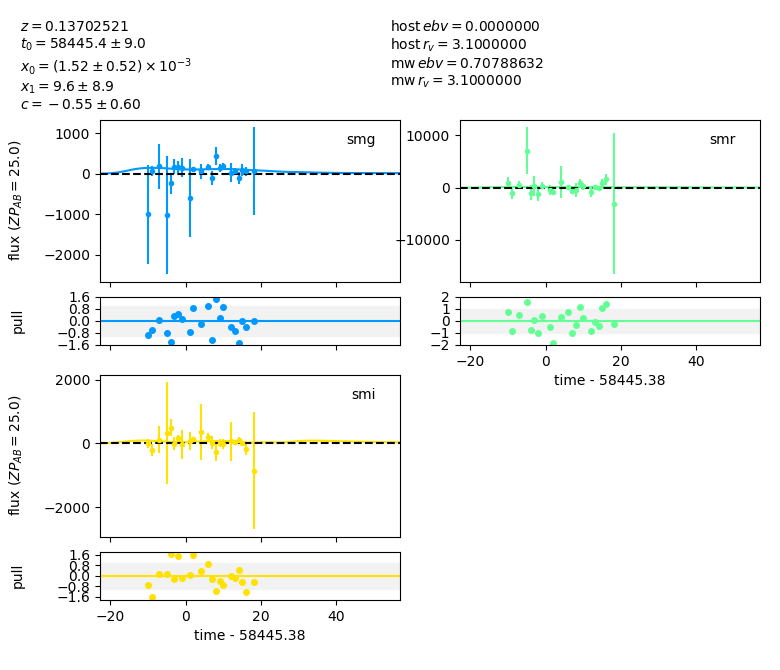 z = 0.13702521
t₀ = 58445.4 ± 9.0
x₀ = (1.52 ± 0.52) × 10⁻³
x₁ = 9.6 ± 8.9
c = −0.55 ± 0.60
host ebv = 0.0000000
host r_v = 3.1000000
mw ebv = 0.70788632
mw r_v = 3.1000000
smg
flux (ZP_AB = 25.0)
1000
0
−1000
−2000
smr
10000
0
−10000
pull
1.6
0.8
0.0
−0.8
−1.6
2
1
0
−1
−2
−20 0 20 40
time - 58445.38
smi
flux (ZP_AB = 25.0)
2000
0
−2000
pull
1.6
0.8
0.0
−0.8
−1.6
−20 0 20 40
time - 58445.38